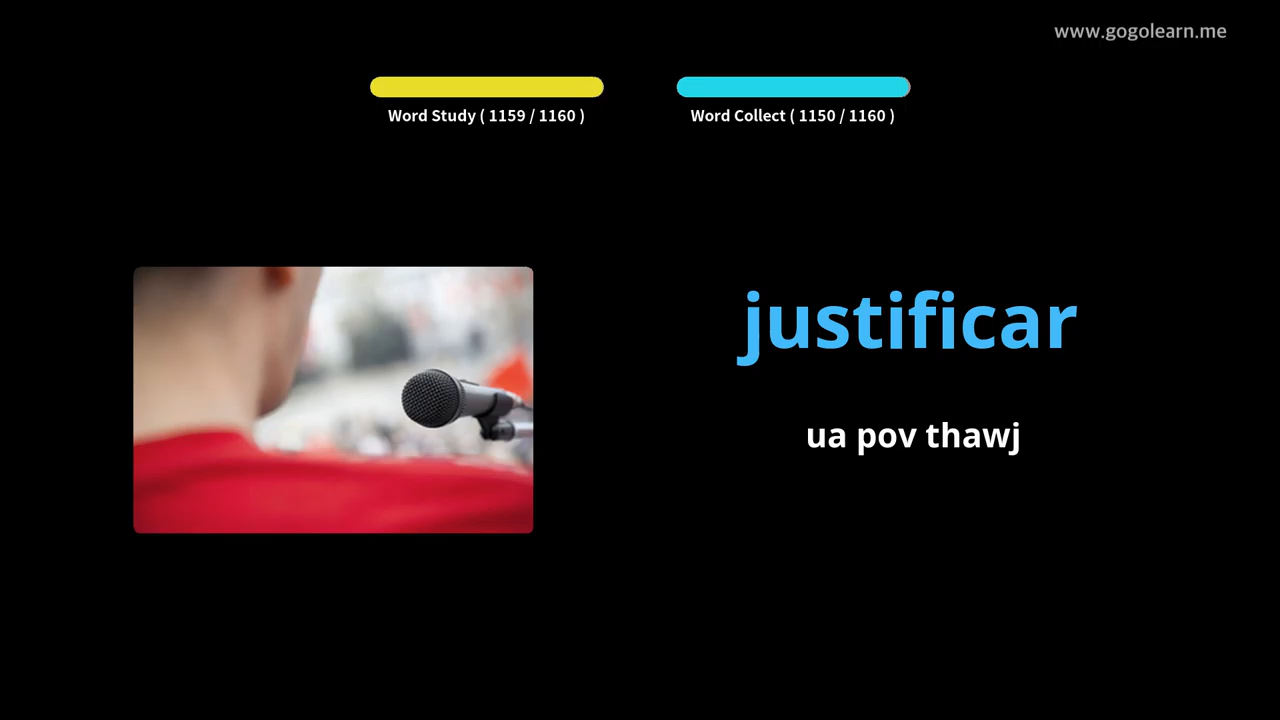 www.gogolearn.me
Word Study ( 1159 / 1160 )
Word Collect ( 1150 / 1160 )
justificar
ua pov thawj